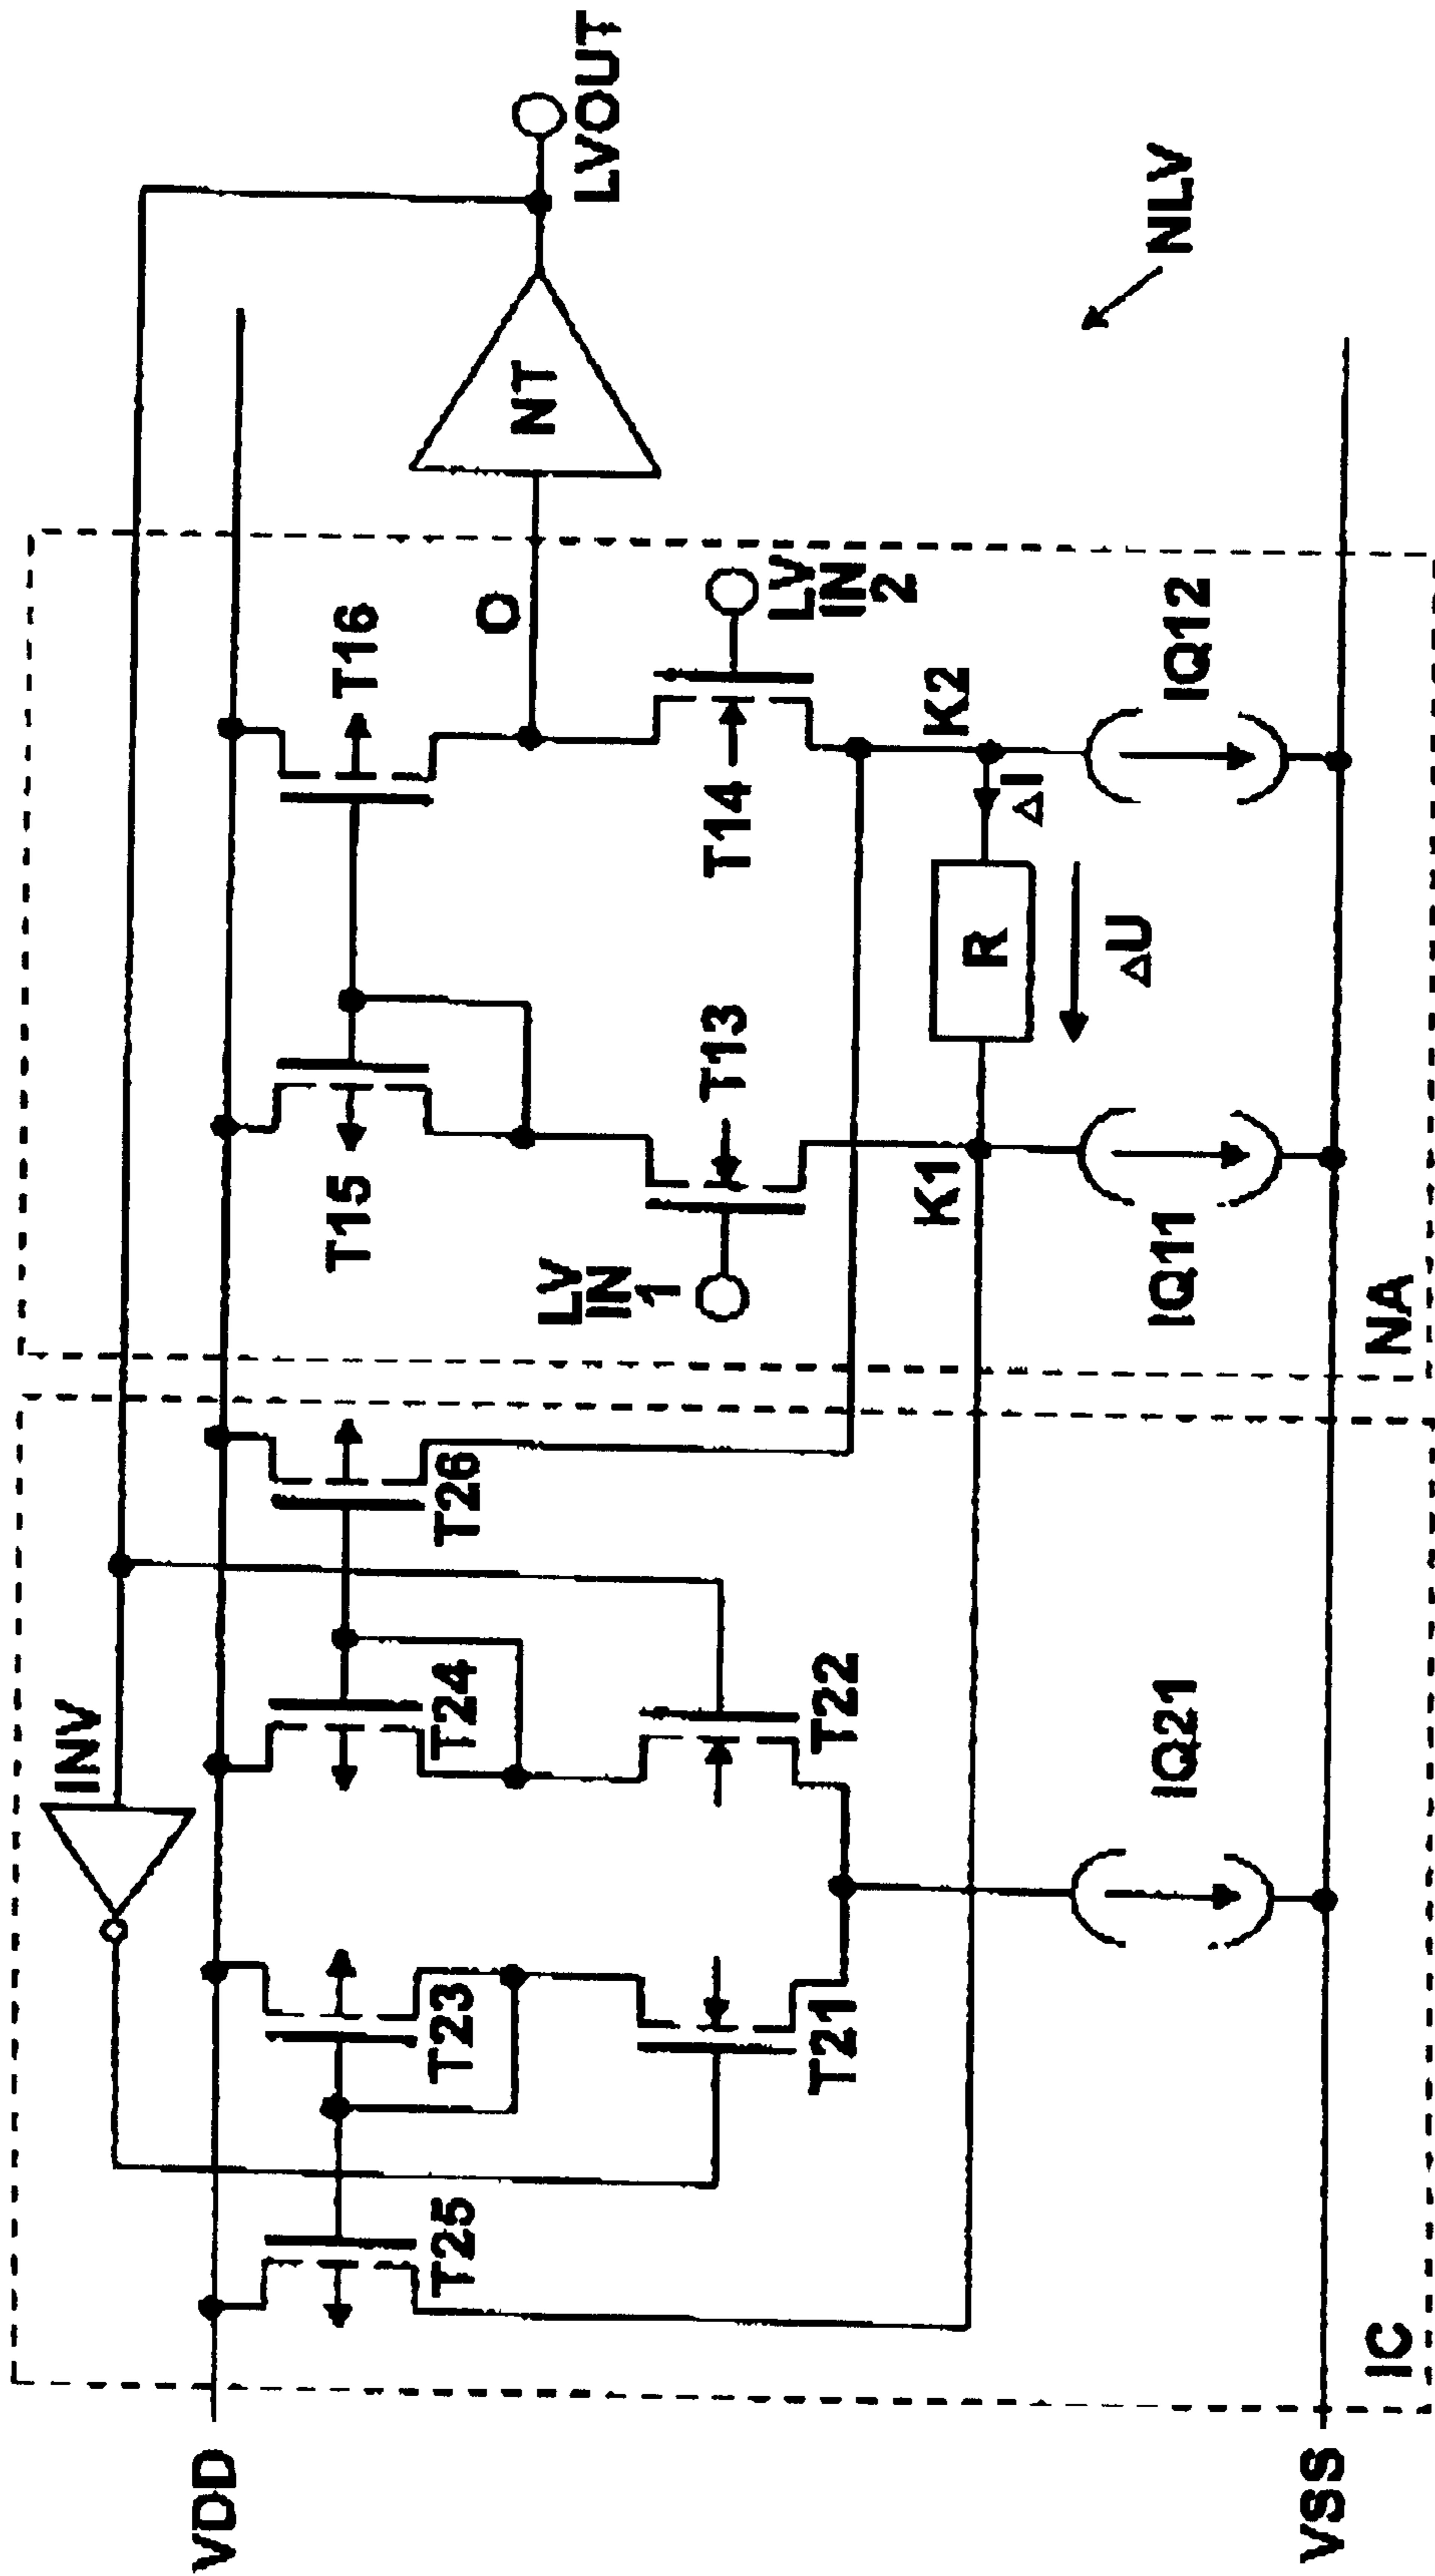 VDD
VSS
INV
T25
T23
T24
T26
T21
T22
IQ21
IC
T15
T16
O
NT
LVOUT
LV
IN
1
T13
T14
LV
IN
2
K1
K2
R
ΔI
ΔU
IQ11
IQ12
NA
NLV